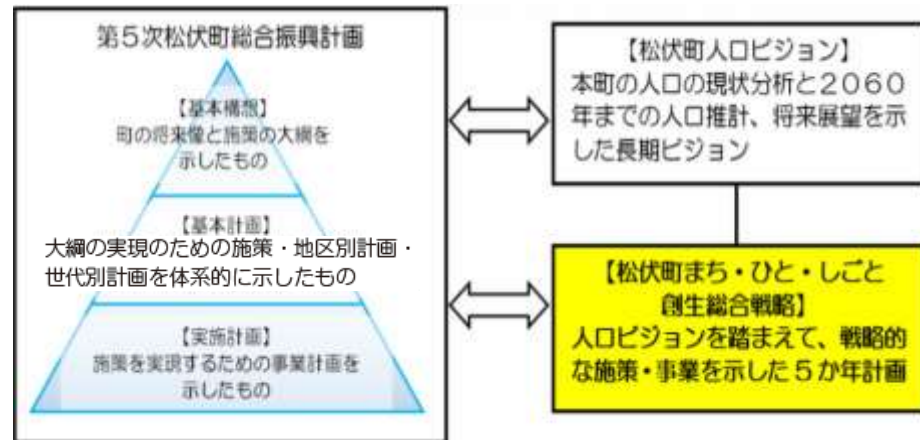 第5次松伏町総合振興計画
【基本構想】
町の将来像と施策の大綱を
示したもの
【基本計画】
大綱の実現のための施策・地区別計画・
世代別計画を体系的に示したもの
【実施計画】
施策を実現するための事業計画を
示したもの
【松伏町人口ビジョン】
本町の人口の現状分析と2060
年までの人口推計、将来展望を示
した長期ビジョン
【松伏町まち・ひと・しごと
創生総合戦略】
人口ビジョンを踏まえて、戦略的
な施策・事業を示した5か年計画